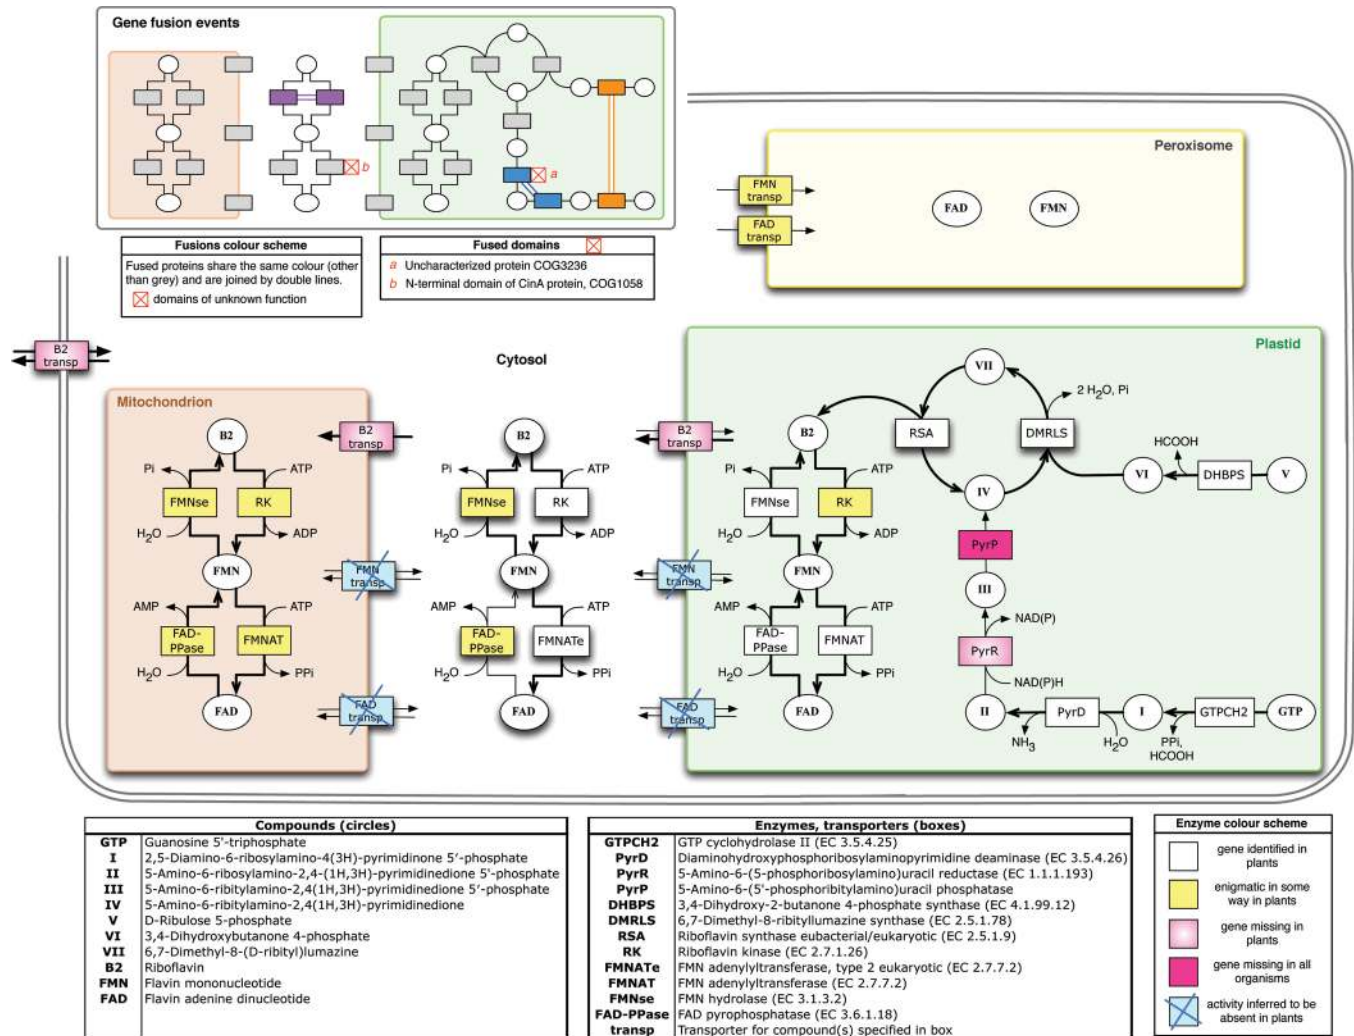 Gene fusion events
b
a
Fusions colour scheme
Fused proteins share the same colour (other
than grey) and are joined by double lines.
domains of unknown function
Fused domains
a Uncharacterized protein COG3236
b N-terminal domain of CinA protein, COG1058
Peroxisome
FMN
transp
FAD
transp
FAD
FMN
B2
transp
Cytosol
Mitochondrion
B2
Pi
ATP
FMNse
RK
H2O
ADP
FMN
AMP
ATP
FAD-
PPase
FMNAT
H2O
PPi
FAD
B2
transp
FMN
transp
FAD
transp
B2
Pi
ATP
FMNse
RK
H2O
ADP
FMN
AMP
ATP
FAD-
PPase
FMNATe
H2O
PPi
FAD
B2
transp
FMN
transp
FAD
transp
Plastid
B2
Pi
ATP
FMNse
RK
H2O
ADP
FMN
AMP
ATP
FAD-
PPase
FMNAT
H2O
PPi
FAD
VII
2 H2O, Pi
RSA
DMRLS
HCOOH
VI
DHBPS
V
IV
PyrP
III
NAD(P)
PyrR
NAD(P)H
II
PyrD
I
GTPCH2
GTP
NH3
H2O
PPi,
HCOOH
Compounds (circles)
GTP Guanosine 5'-triphosphate
I 2,5-Diamino-6-ribosylamino-4(3H)-pyrimidinone 5'-phosphate
II 5-Amino-6-ribosylamino-2,4-(1H,3H)-pyrimidinedione 5'-phosphate
III 5-Amino-6-ribitylamino-2,4(1H,3H)-pyrimidinedione 5'-phosphate
IV 5-Amino-6-ribitylamino-2,4(1H,3H)-pyrimidinedione
V D-Ribulose 5-phosphate
VI 3,4-Dihydroxybutanone 4-phosphate
VII 6,7-Dimethyl-8-(D-ribityl)lumazine
B2 Riboflavin
FMN Flavin mononucleotide
FAD Flavin adenine dinucleotide
Enzymes, transporters (boxes)
GTPCH2 GTP cyclohydrolase II (EC 3.5.4.25)
PyrD Diaminohydroxyphosphoribosylaminopyrimidine deaminase (EC 3.5.4.26)
PyrR 5-Amino-6-(5-phosphoribosylamino)uracil reductase (EC 1.1.1.193)
PyrP 5-Amino-6-(5'-phosphoribitylamino)uracil phosphatase
DHBPS 3,4-Dihydroxy-2-butanone 4-phosphate synthase (EC 4.1.99.12)
DMRLS 6,7-Dimethyl-8-ribityllumazine synthase (EC 2.5.1.78)
RSA Riboflavin synthase eubacterial/eukaryotic (EC 2.5.1.9)
RK Riboflavin kinase (EC 2.7.1.26)
FMNATe FMN adenylyltransferase, type 2 eukaryotic (EC 2.7.7.2)
FMNAT FMN adenylyltransferase (EC 2.7.7.2)
FMNse FMN hydrolase (EC 3.1.3.2)
FAD-PPase FAD pyrophosphatase (EC 3.6.1.18)
transp Transporter for compound(s) specified in box
Enzyme colour scheme
gene identified in
plants
enigmatic in some
way in plants
gene missing in
plants
gene missing in all
organisms
activity inferred to be
absent in plants